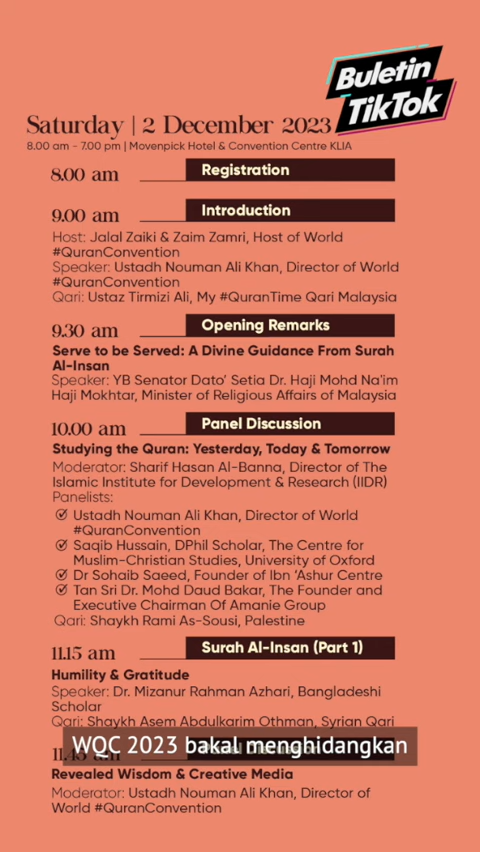 Buletin
TikTok
Saturday | 2 December 2023
8.00 am - 7.00 pm | Movenpick Hotel & Convention Centre KLIA
8.00 am Registration
9.00 am Introduction
Host: Jalal Zaiki & Zaim Zamri, Host of World
#QuranConvention
Speaker: Ustadh Nouman Ali Khan, Director of World
#QuranConvention
Qari: Ustaz Tirmizi Ali, My #QuranTime Qari Malaysia
9.30 am Opening Remarks
Serve to be Served: A Divine Guidance From Surah
Al-Insan
Speaker: YB Senator Dato' Setia Dr. Haji Mohd Na'im
Haji Mokhtar, Minister of Religious Affairs of Malaysia
10.00 am Panel Discussion
Studying the Quran: Yesterday, Today & Tomorrow
Moderator: Sharif Hasan Al-Banna, Director of The
Islamic Institute for Development & Research (IIDR)
Panelists:
Ustadh Nouman Ali Khan, Director of World
#QuranConvention
Saqib Hussain, DPhil Scholar, The Centre for
Muslim-Christian Studies, University of Oxford
Dr Sohaib Saeed, Founder of Ibn 'Ashur Centre
Tan Sri Dr. Mohd Daud Bakar, The Founder and
Executive Chairman Of Amanie Group
Qari: Shaykh Rami As-Sousi, Palestine
11.15 am Surah Al-Insan (Part 1)
Humility & Gratitude
Speaker: Dr. Mizanur Rahman Azhari, Bangladeshi
Scholar
Qari: Shaykh Asem Abdulkarim Othman, Syrian Qari
WQC 2023 bakal menghidangkan
Revealed Wisdom & Creative Media
Moderator: Ustadh Nouman Ali Khan, Director of
World #QuranConvention